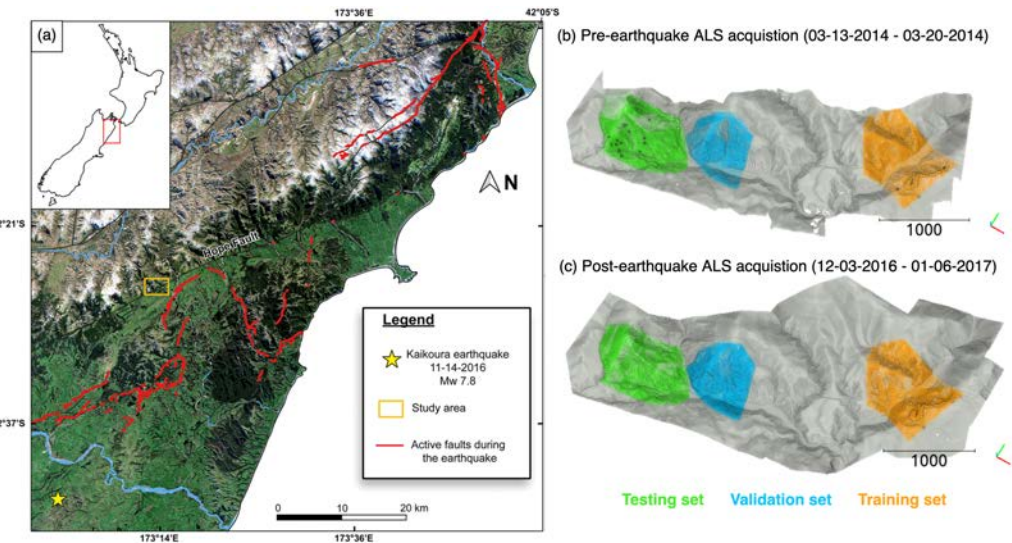 (a)
173°36'E
42°05'S
N
2°21'S
Hope Fault
Legend
Kaikoura earthquake
11-14-2016
Mw 7.8
Study area
Active faults during
the earthquake
2°37'S
0
10
20 km
173°14'E
173°36'E
(b) Pre-earthquake ALS acquistion (03-13-2014 - 03-20-2014)
1000
(c) Post-earthquake ALS acquistion (12-03-2016 - 01-06-2017)
1000
Testing set
Validation set
Training set